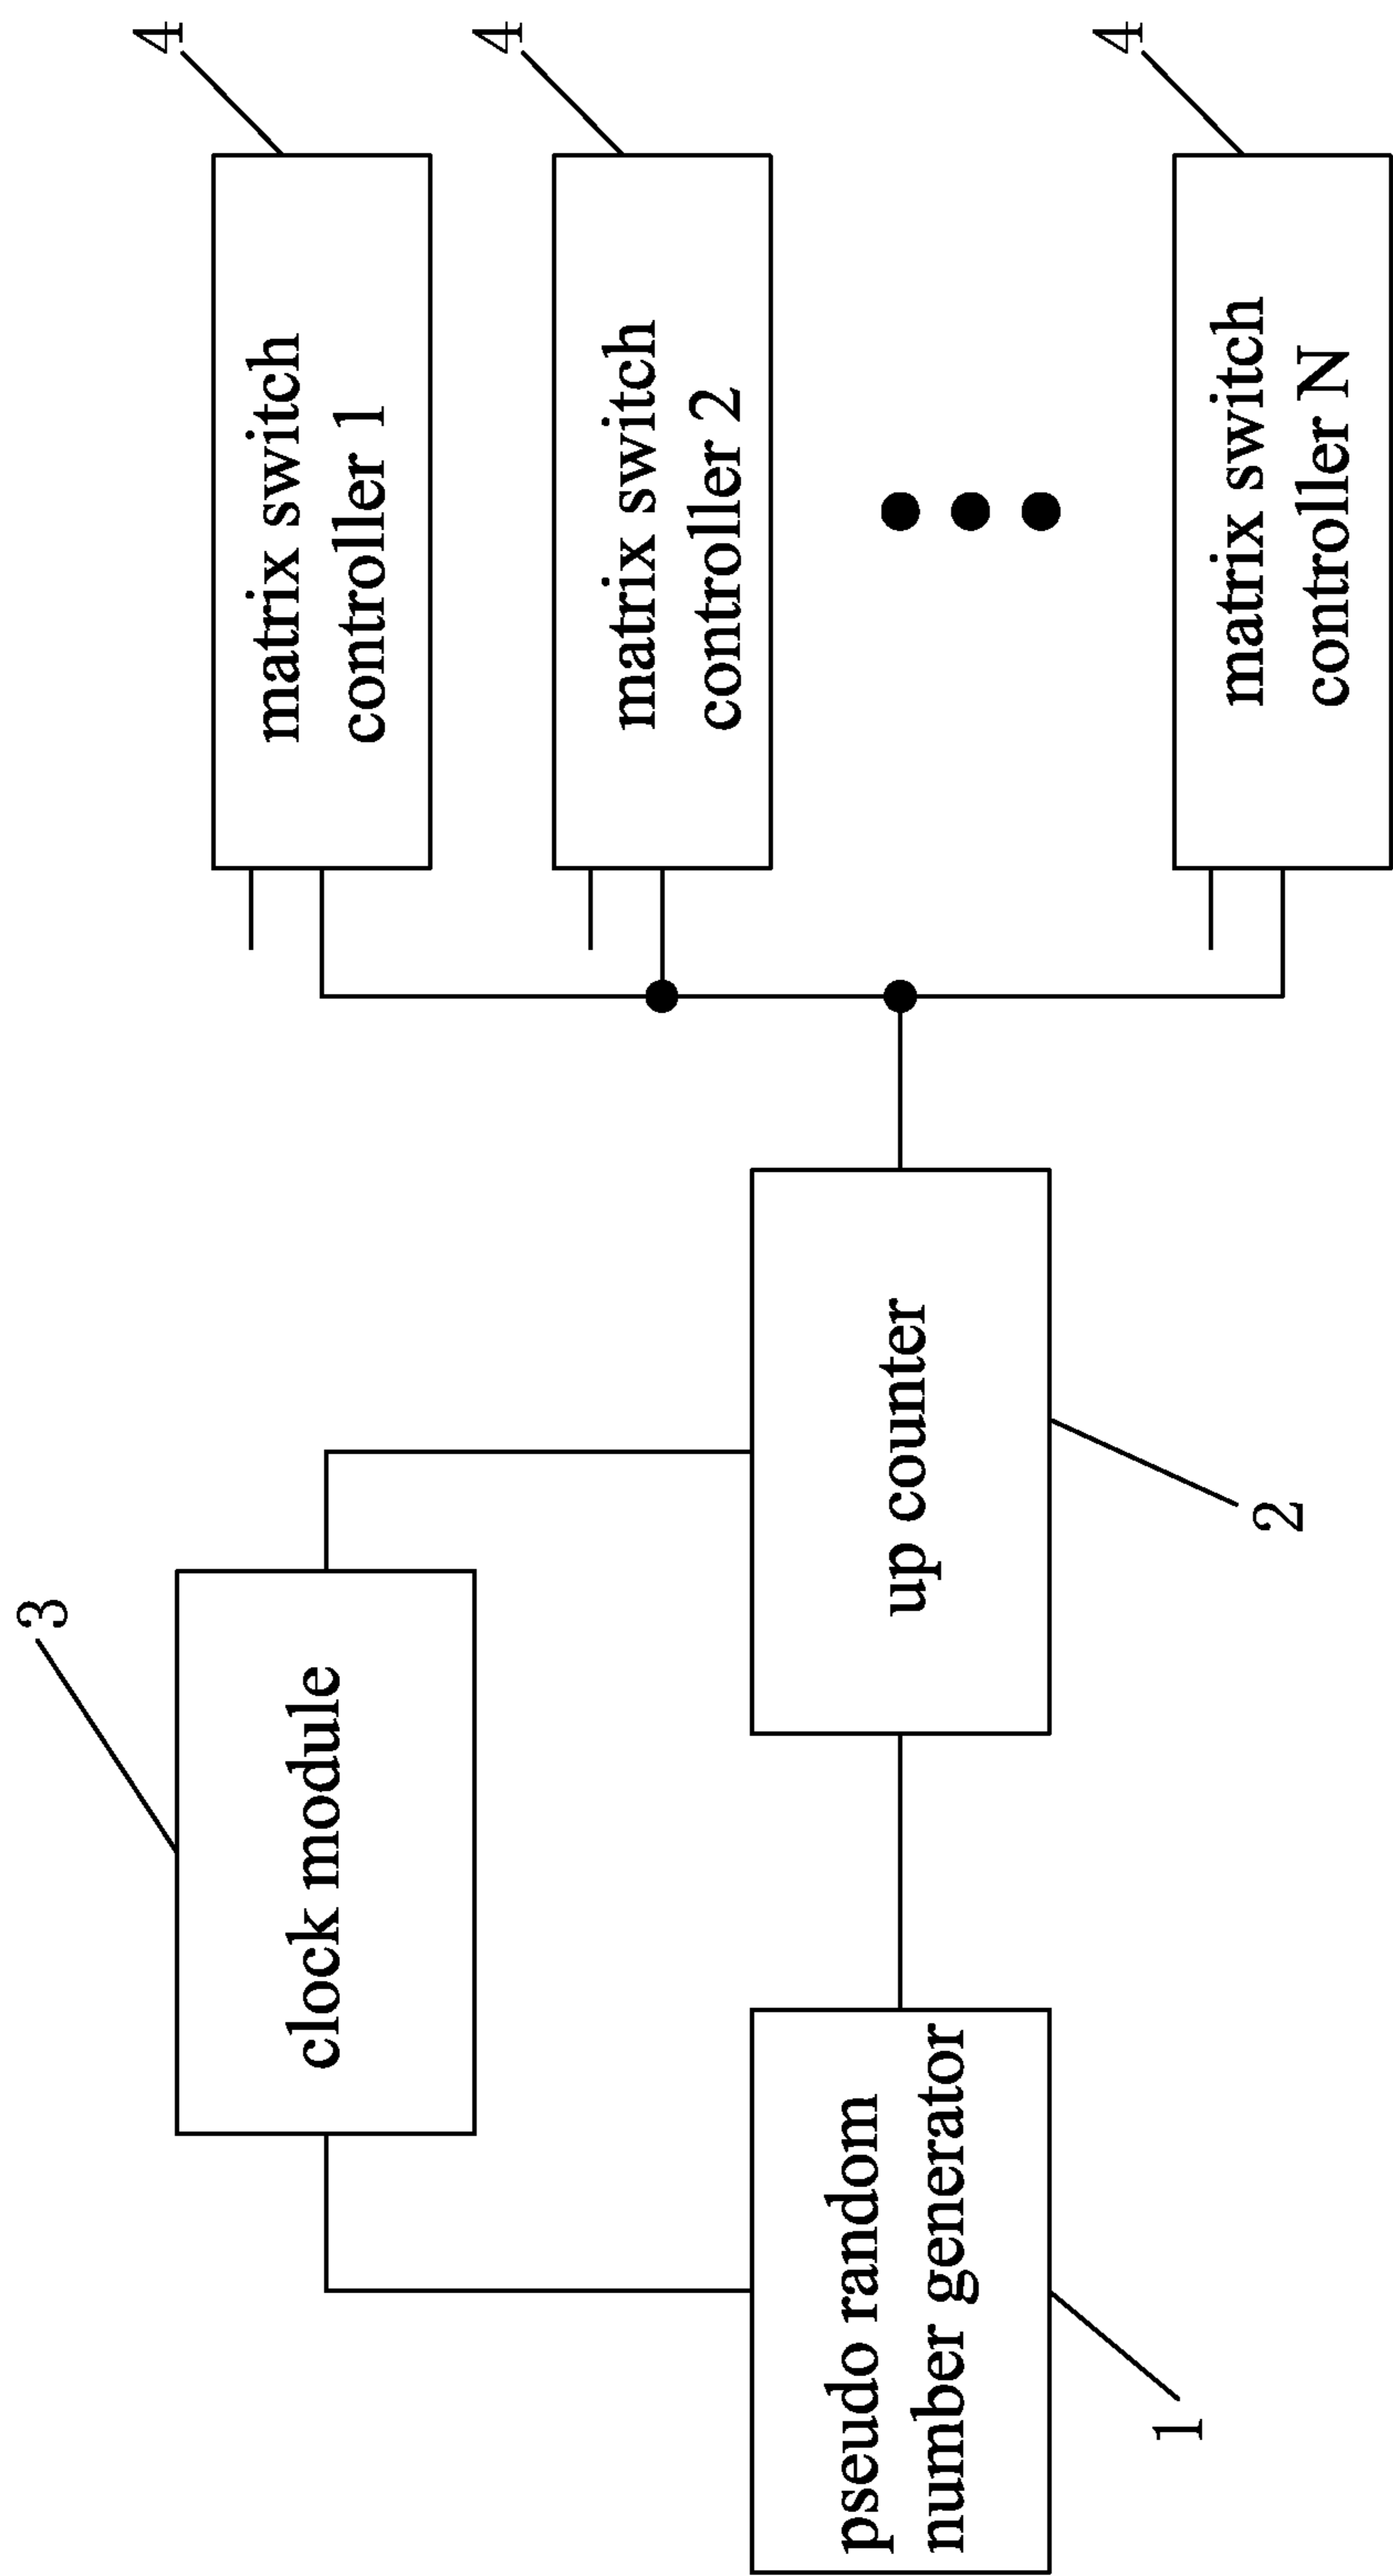 3
clock module
pseudo random
number generator
1
up counter
2
4
matrix switch
controller 1
4
matrix switch
controller 2
4
matrix switch
controller N